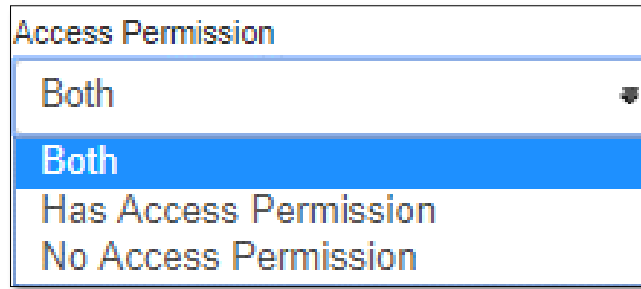 Access Permission
Both
Both
Has Access Permission
No Access Permission